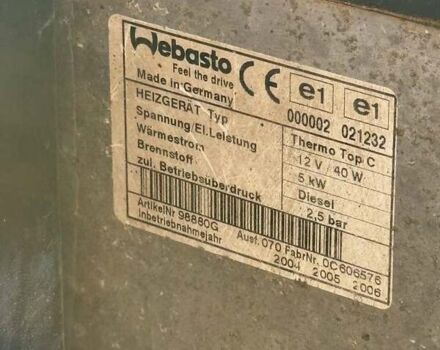 Webasto
Feel the drive
Made in Germany
CE e1 e1
000002 021232
HEIZGERÄT Typ Thermo Top C
Spannung/El.Leistung 12 V / 40 W
Wärmestrom 5 kW
Brennstoff Diesel
zul. Betriebsüberdruck 2,5 bar
ArtikelNr 98880G Ausf. 070 FabrNr. 0C606576
Inbetriebnahmejahr 2004 2005 2006